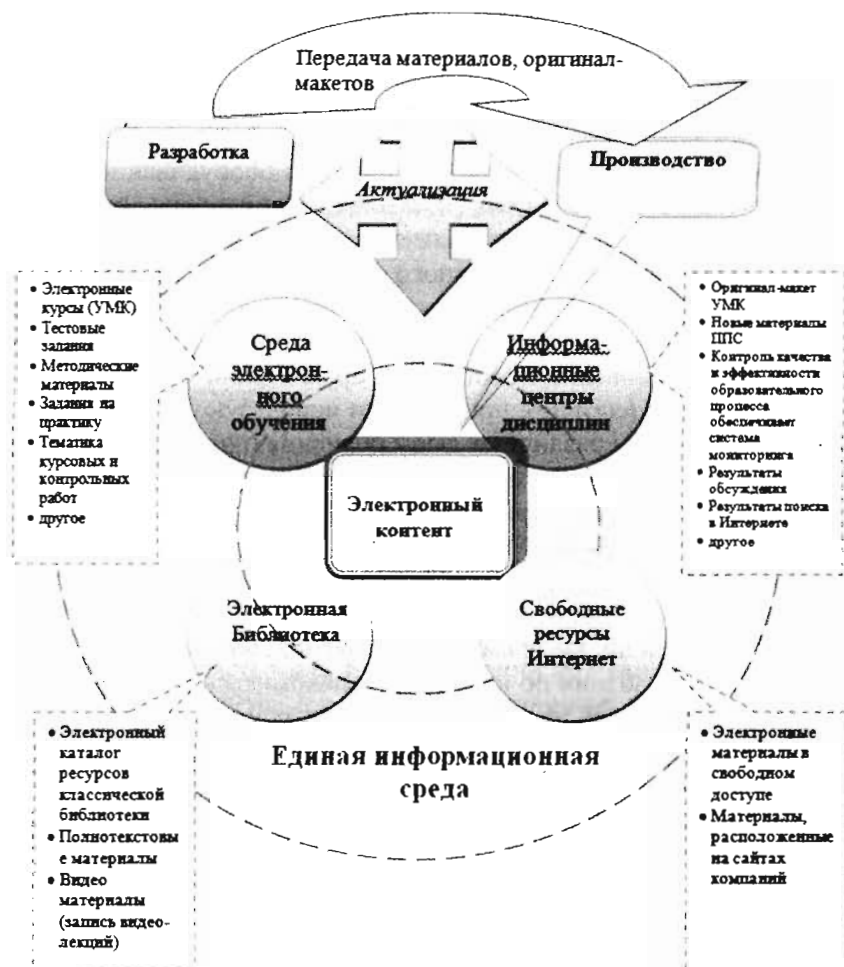 Передача материалов, оригинал-
макетов
Разработка
Производство
Актуализация
• Электронные
курсы (УМК)
• Тестовые
задания
• Методические
материалы
• Задания на
практику
• Тематика
курсовых и
контрольных
работ
• другое
Среда
электрон-
ного
обучения
Информа-
ционные
центры
дисциплин
• Оригинал-макет
УМК
• Новые материалы
ППС
• Контроль качества
и эффективности
образовательного
процесса
обеспечивает
система
мониторинга
• Результаты
обсуждения
• Результаты поиска
в Интернете
• другое
Электронный
контент
Электронная
Библиотека
Свободные
ресурсы
Интернет
• Электронный
каталог
ресурсов
классической
библиотеки
• Полнотекстовы
е материалы
• Видео
материалы
(запись видео-
лекций)
Единая информационная
среда
• Электронные
материалы в
свободном
доступе
• Материалы,
расположенные
на сайтах
компаний